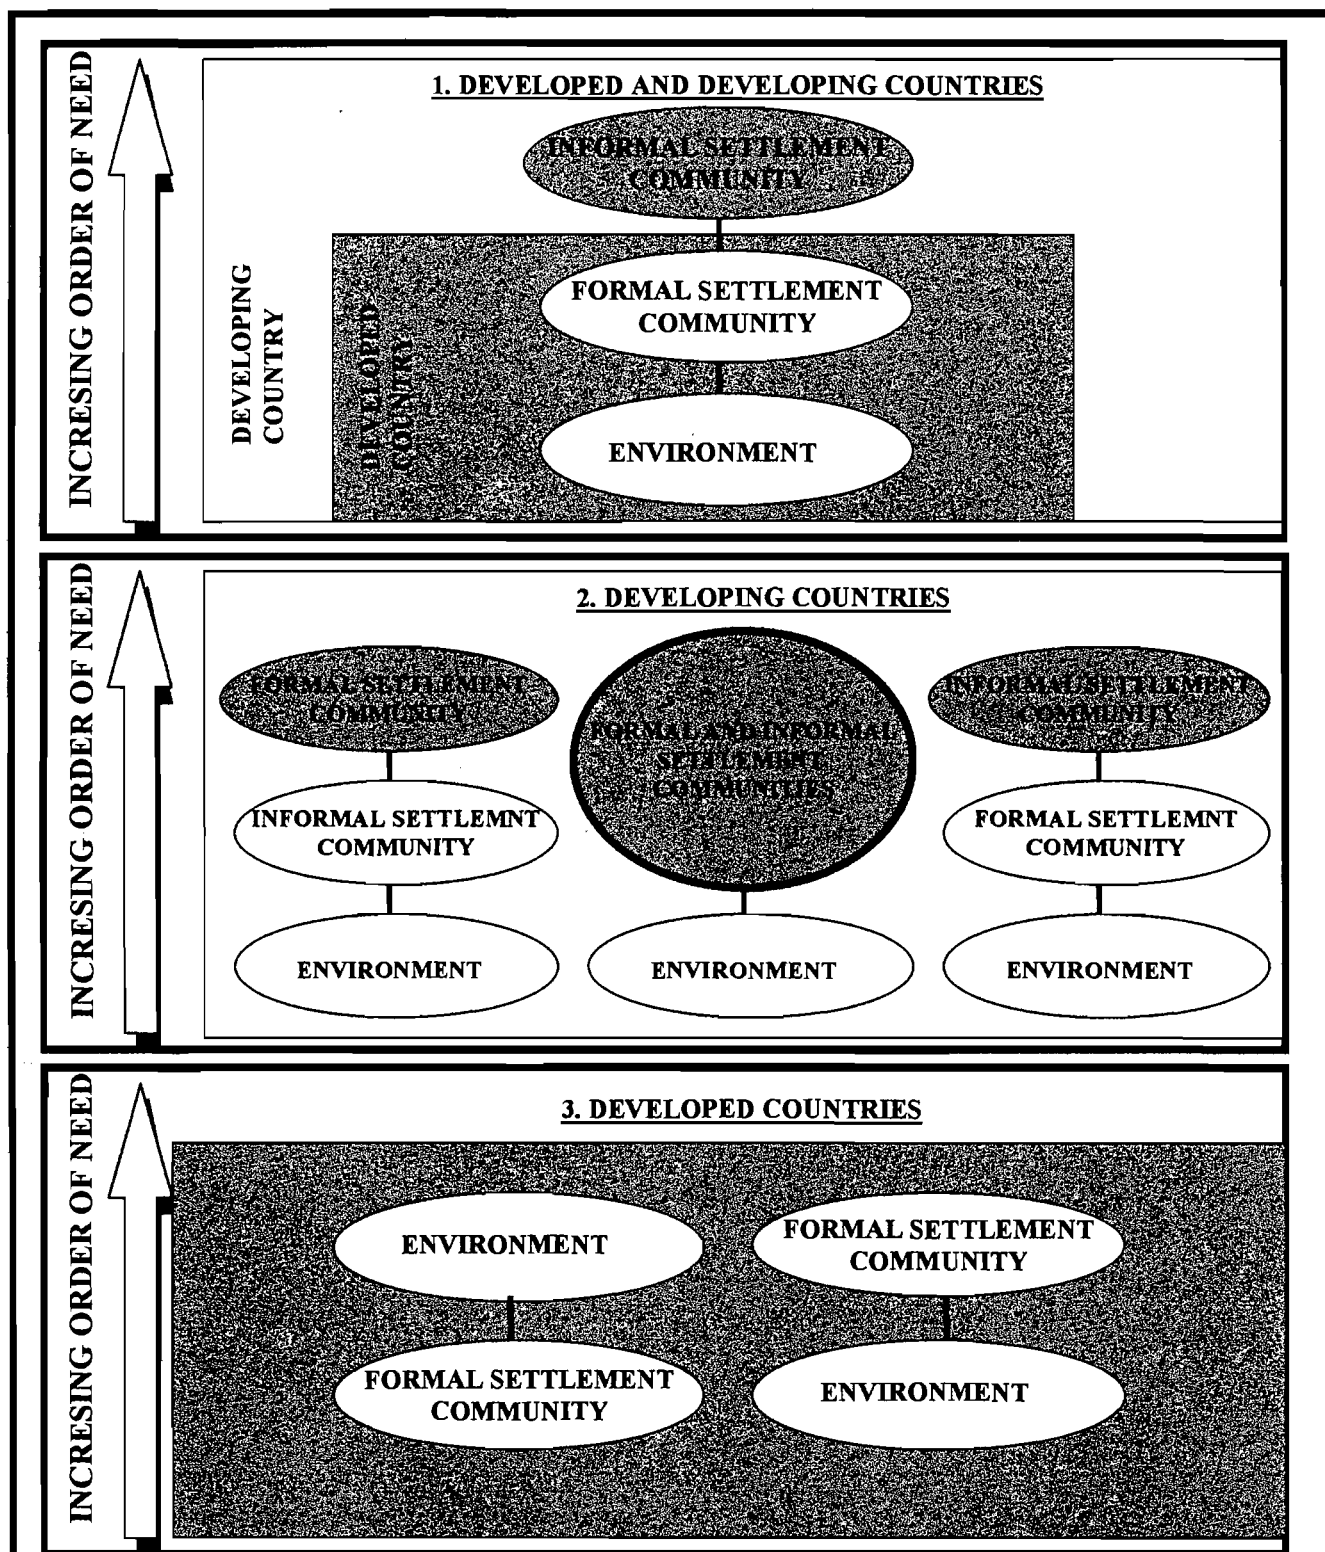 INCRESING ORDER OF NEED
1. DEVELOPED AND DEVELOPING COUNTRIES
INFORMAL SETTLEMENT
COMMUNITY
DEVELOPING
COUNTRY
DEVELOPED
COUNTRY
FORMAL SETTLEMENT
COMMUNITY
ENVIRONMENT
INCRESING ORDER OF NEED
2. DEVELOPING COUNTRIES
FORMAL SETTLEMENT
COMMUNITY
INFORMAL SETTLEMNT
COMMUNITY
ENVIRONMENT
FORMAL AND INFORMAL
SETTLEMENT
COMMUNITIES
ENVIRONMENT
INFORMAL SETTLEMENT
COMMUNITY
FORMAL SETTLEMNT
COMMUNITY
ENVIRONMENT
INCRESING ORDER OF NEED
3. DEVELOPED COUNTRIES
ENVIRONMENT
FORMAL SETTLEMENT
COMMUNITY
FORMAL SETTLEMENT
COMMUNITY
ENVIRONMENT